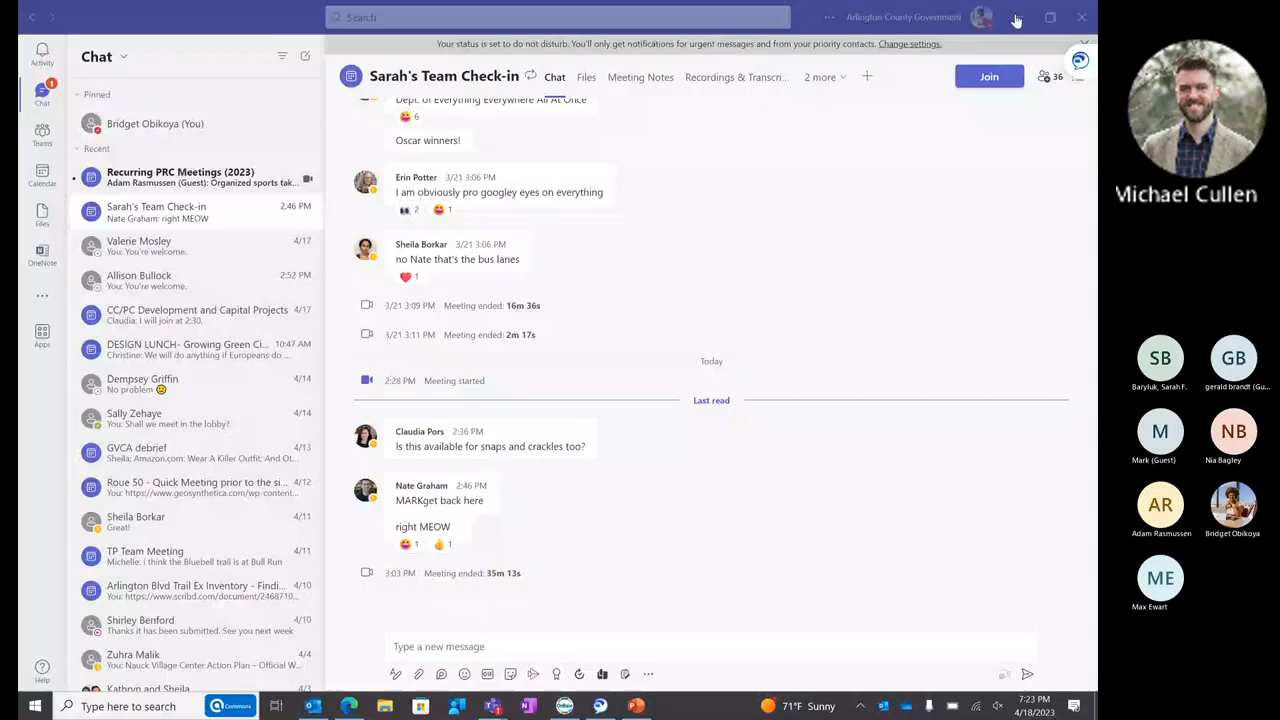 Search
Arlington County Government
Your status is set to do not disturb. You'll only get notifications for urgent messages and from your priority contacts. Change settings.
Activity
Chat
1
Teams
Calendar
Files
OneNote
Apps
Help
Chat
Pinned
Bridget Obikoya (You)
Recent
Recurring PRC Meetings (2023)
Adam Rasmussen (Guest): Organized sports tak...
Sarah's Team Check-in 2:46 PM
Nate Graham: right MEOW
Valerie Mosley 4/17
You: You're welcome.
Allison Bullock 2:52 PM
You: You're welcome.
CC/PC Development and Capital Projects 4/17
Claudia: I will join at 2:30.
DESIGN LUNCH- Growing Green Ci... 10:47 AM
Christine: We will do anything if Europeans do ...
Dempsey Griffin 4/14
No problem
Sally Zehaye 4/14
You: Shall we meet in the lobby?
GVCA debrief 4/13
Sheila: Amazon.com: Wear A Killer Outfit; And Ot...
Roue 50 - Quick Meeting prior to the si... 4/12
You: https://www.geosynthetica.com/wp-content...
Sheila Borkar 4/11
Great!
TP Team Meeting 4/11
Michelle: I think the Bluebell trail is at Bull Run
Arlington Blvd Trail Ex Inventory - Findi... 4/10
You: https://www.scribd.com/document/2468710...
Shirley Benford 4/10
Thanks it has been submitted. See you next week
Zuhra Malik 4/4
You: Nauck Village Center Action Plan – Official W...
Kathryn and Sheila 4/3
Sarah's Team Check-in Chat Files Meeting Notes Recordings & Transcri... 2 more
Join
36
Dept. of Everything Everywhere All At Once
6
Oscar winners!
Erin Potter 3/21 3:06 PM
I am obviously pro googley eyes on everything
2 1
Sheila Borkar 3/21 3:06 PM
no Nate that's the bus lanes
1
3/21 3:09 PM Meeting ended: 16m 36s
3/21 3:11 PM Meeting ended: 2m 17s
Today
2:28 PM Meeting started
Last read
Claudia Pors 2:36 PM
Is this available for snaps and crackles too?
Nate Graham 2:46 PM
MARKget back here
right MEOW
1 1
3:03 PM Meeting ended: 35m 13s
Type a new message
GIF
Michael Cullen
SB
Baryluk, Sarah F.
GB
gerald brandt (Gu...
M
Mark (Guest)
NB
Nia Bagley
AR
Adam Rasmussen
Bridget Obikoya
ME
Max Ewart
Type here to search
Commons
OnBase
71°F Sunny
7:23 PM
4/18/2023